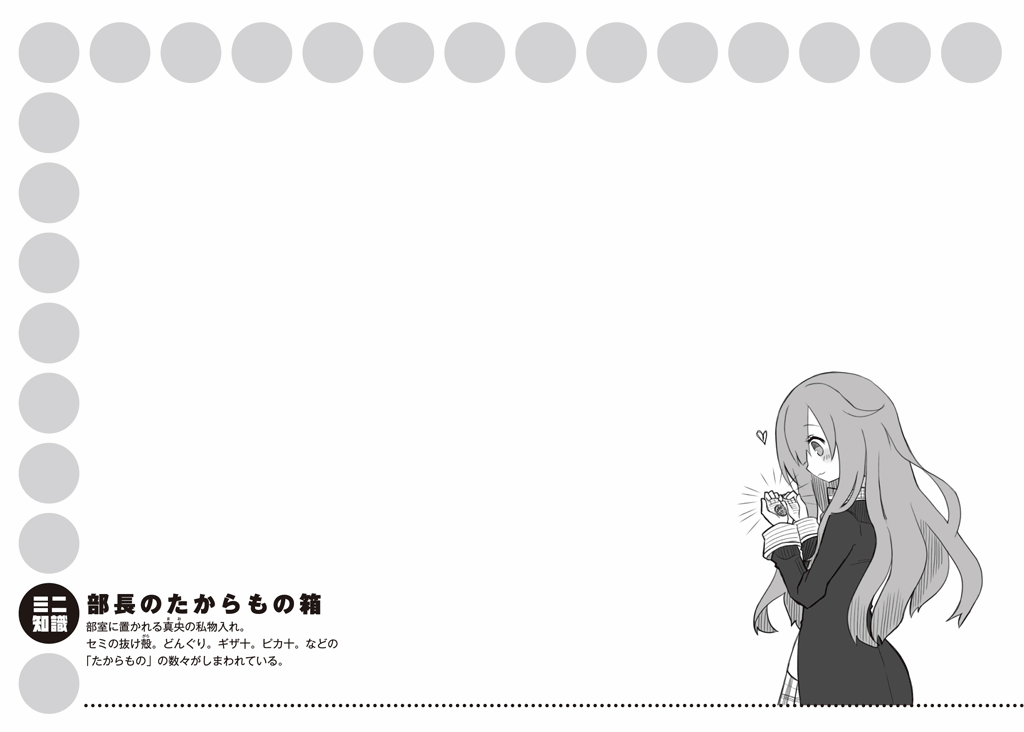 ミニ
知識
部長のたからもの箱
部室に置かれる真央の私物入れ。
セミの抜け殻。どんぐり。ギザ十。ピカ十。などの
「たからもの」の数々がしまわれている。